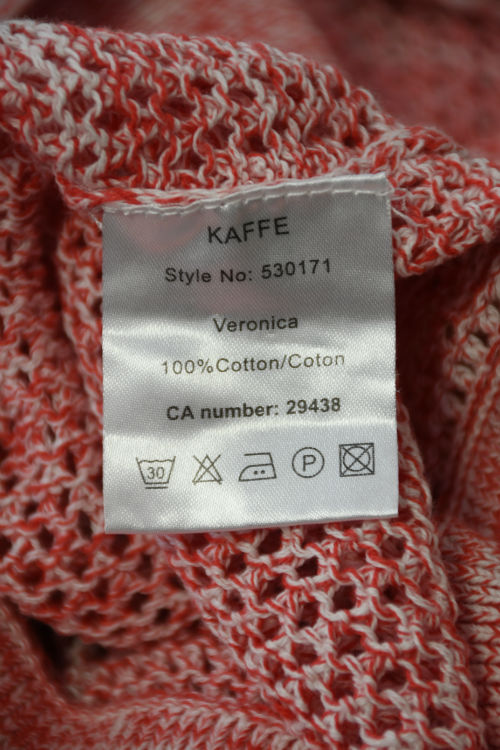 KAFFE
Style No: 530171
Veronica
100%Cotton/Coton
CA number: 29438
30 P